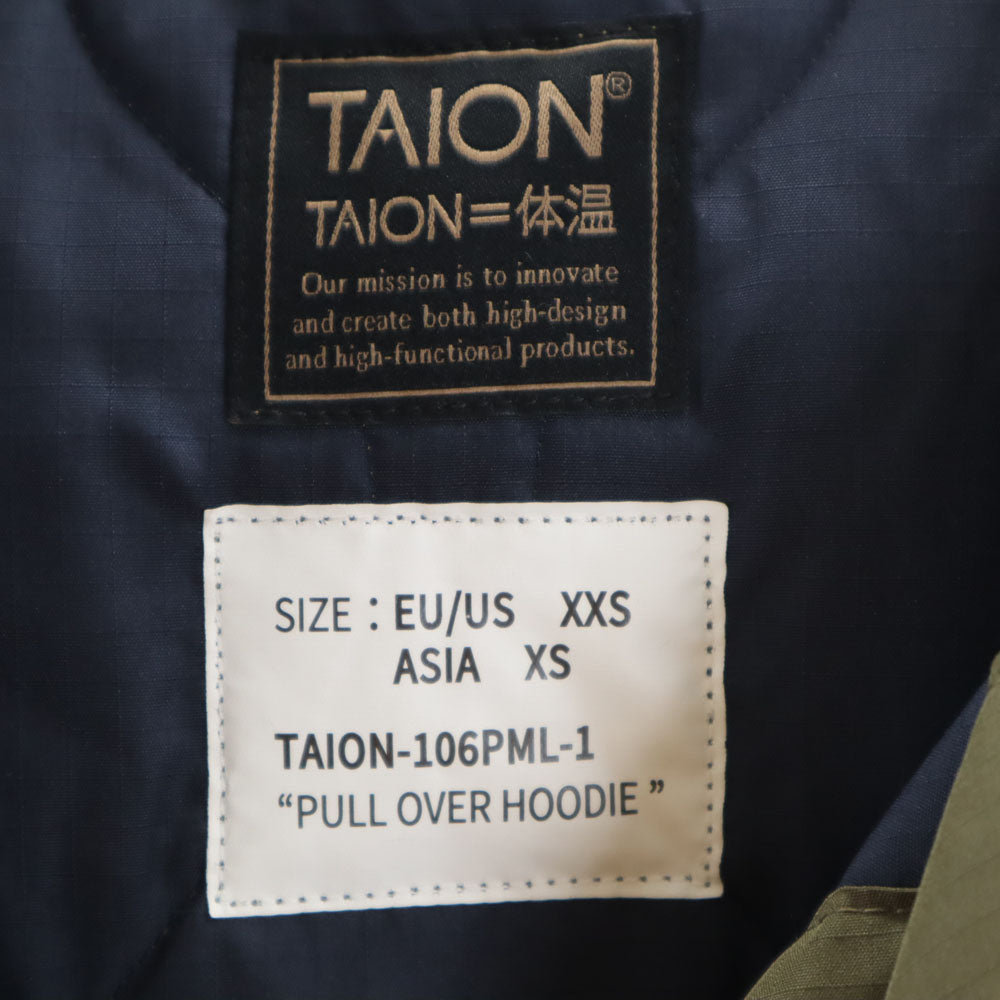 TAION®
TAION=体温
Our mission is to innovate
and create both high-design
and high-functional products.
SIZE : EU/US XXS
ASIA XS
TAION-106PML-1
“PULL OVER HOODIE”